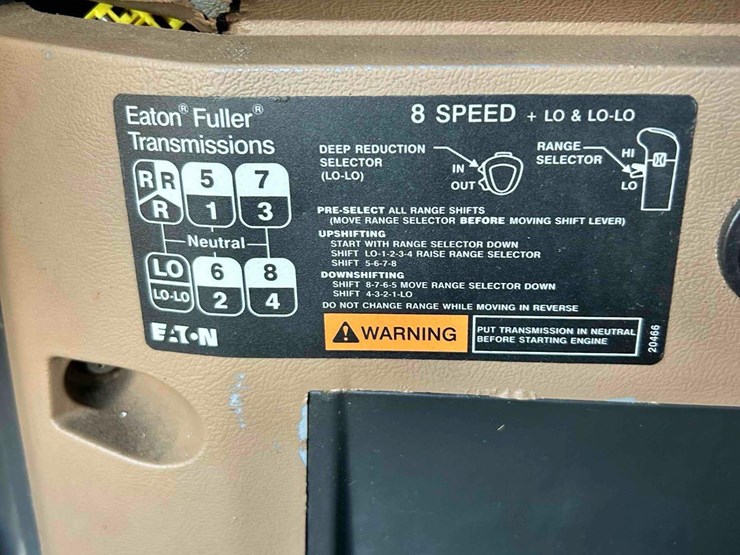 Eaton® Fuller®
Transmissions
8 SPEED + LO & LO-LO
DEEP REDUCTION
SELECTOR
(LO-LO)
IN
OUT
RANGE
SELECTOR
HI
LO
R R 5 7
R 1 3
Neutral
LO 6 8
LO-LO 2 4
PRE-SELECT ALL RANGE SHIFTS
(MOVE RANGE SELECTOR BEFORE MOVING SHIFT LEVER)
UPSHIFTING
START WITH RANGE SELECTOR DOWN
SHIFT LO-1-2-3-4 RAISE RANGE SELECTOR
SHIFT 5-6-7-8
DOWNSHIFTING
SHIFT 8-7-6-5 MOVE RANGE SELECTOR DOWN
SHIFT 4-3-2-1-LO
DO NOT CHANGE RANGE WHILE MOVING IN REVERSE
EATON
WARNING
PUT TRANSMISSION IN NEUTRAL
BEFORE STARTING ENGINE
20466